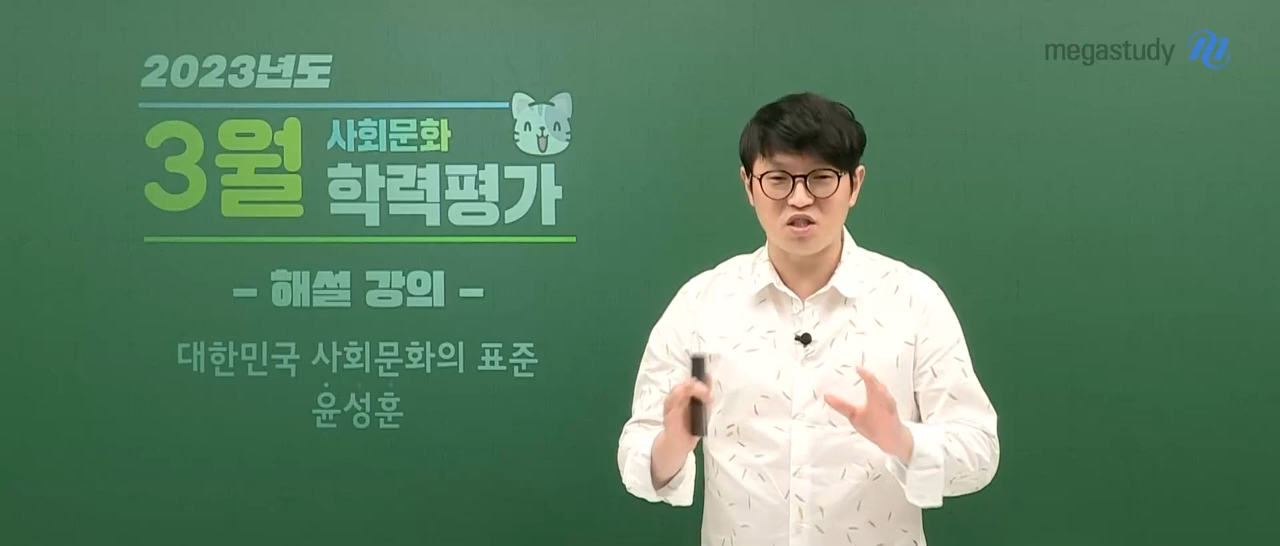 megastudy
2023년도
3월 사회문화
학력평가
- 해설 강의 -
대한민국 사회문화의 표준
윤성훈